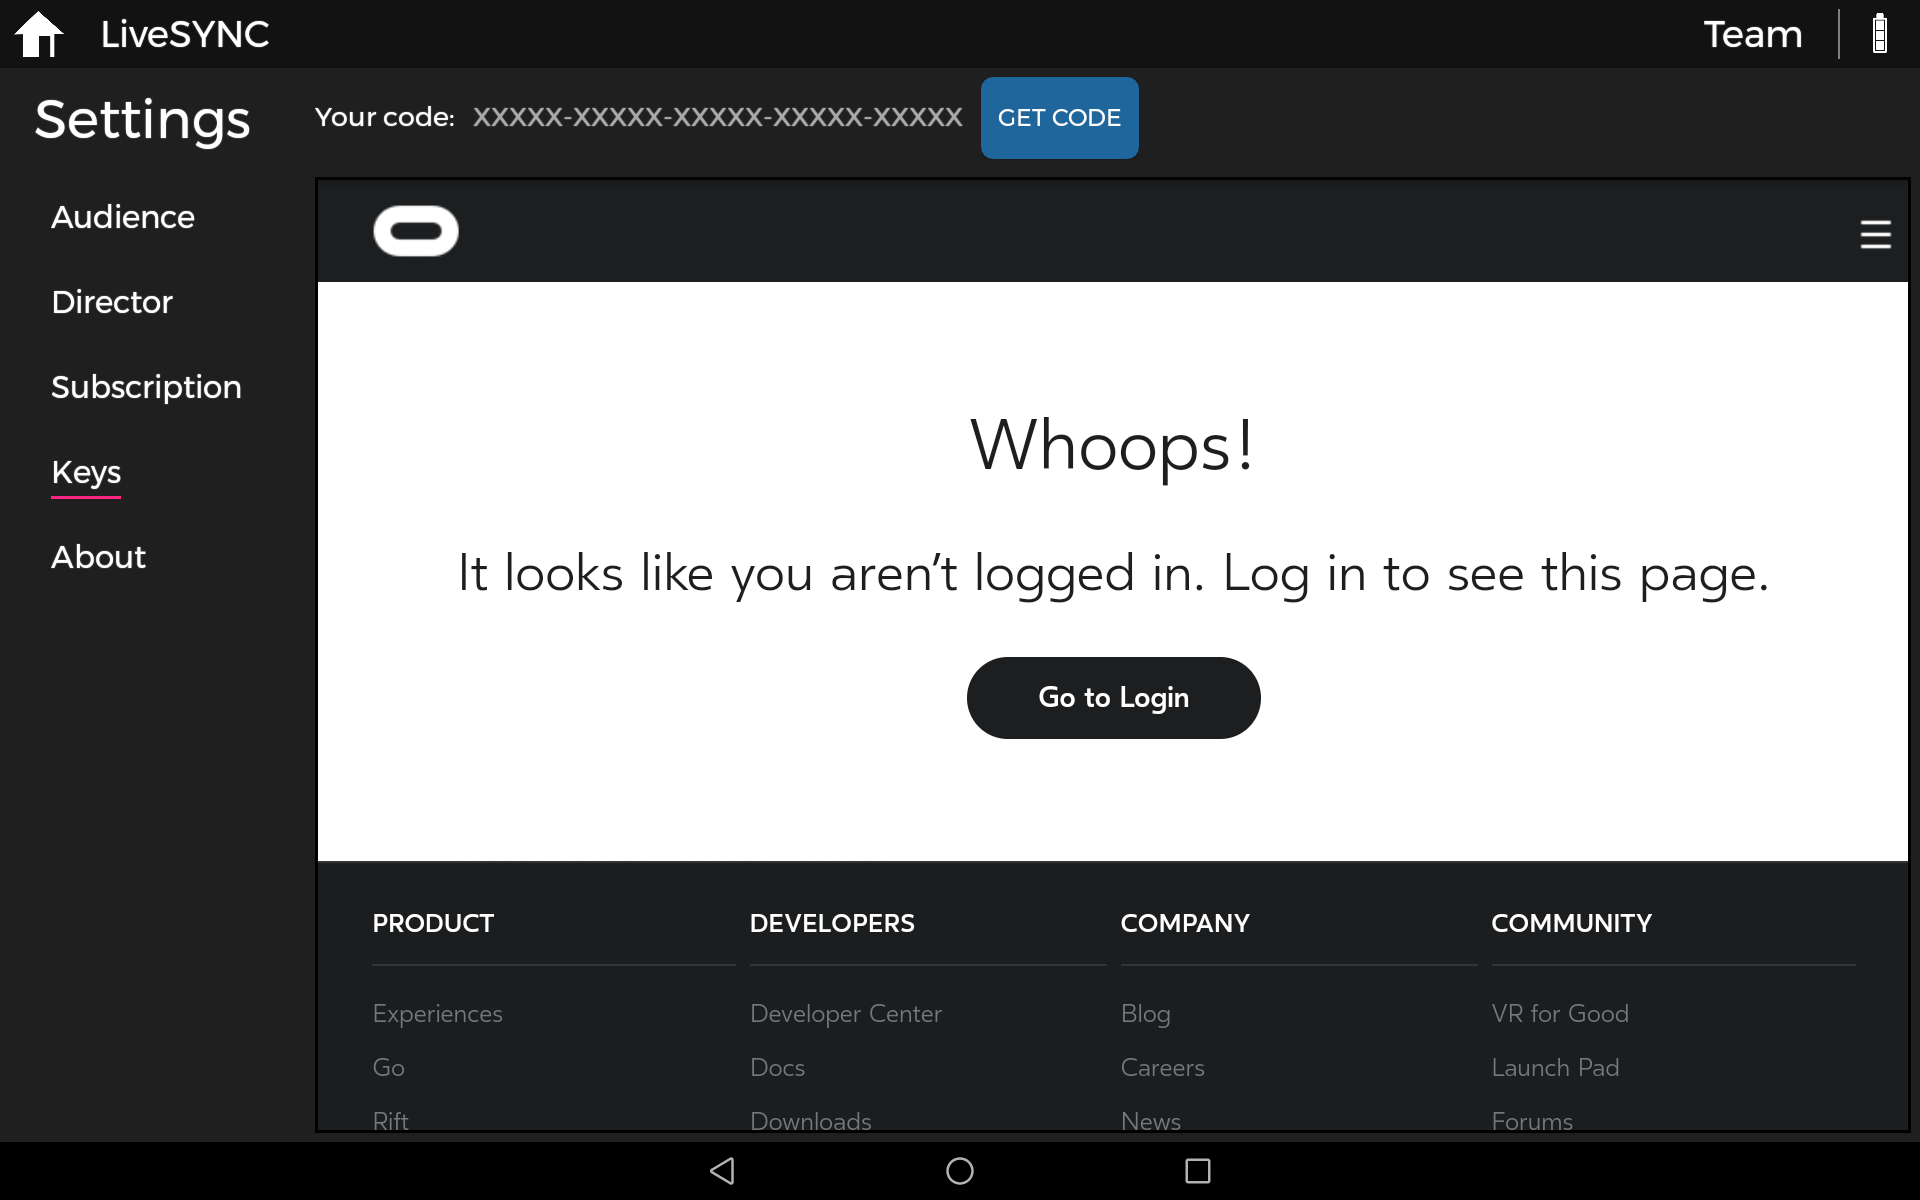 LiveSYNC
Team
Settings
Your code: XXXXX-XXXXX-XXXXX-XXXXX-XXXXX
GET CODE
Audience
Director
Subscription
Keys
About
Whoops!
It looks like you aren’t logged in. Log in to see this page.
Go to Login
PRODUCT
Experiences
Go
Rift
DEVELOPERS
Developer Center
Docs
Downloads
COMPANY
Blog
Careers
News
COMMUNITY
VR for Good
Launch Pad
Forums